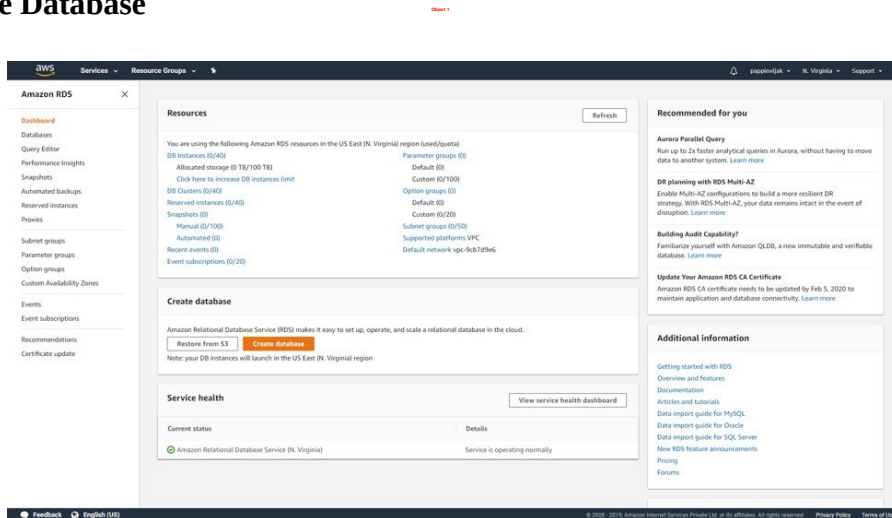 e Database
Object 1
aws Services Resource Groups pappinvijak N. Virginia Support
Amazon RDS
Dashboard
Databases
Query Editor
Performance Insights
Snapshots
Automated backups
Reserved instances
Proxies
Subnet groups
Parameter groups
Option groups
Custom Availability Zones
Events
Event subscriptions
Recommendations
Certificate update
Resources
Refresh
You are using the following Amazon RDS resources in the US East (N. Virginia) region (used/quota)
DB Instances (0/40)
Allocated storage (0 TB/100 TB)
Click here to increase DB instances limit
DB Clusters (0/40)
Reserved instances (0/40)
Snapshots (0)
Manual (0/100)
Automated (0)
Recent events (0)
Event subscriptions (0/20)
Parameter groups (0)
Default (0)
Custom (0/100)
Option groups (0)
Default (0)
Custom (0/20)
Subnet groups (0/50)
Supported platforms VPC
Default network vpc-9cb7d9e6
Create database
Amazon Relational Database Service (RDS) makes it easy to set up, operate, and scale a relational database in the cloud.
Restore from S3 Create database
Note: your DB instances will launch in the US East (N. Virginia) region
Service health
View service health dashboard
Current status Details
Amazon Relational Database Service (N. Virginia) Service is operating normally
Recommended for you
Aurora Parallel Query
Run up to 2x faster analytical queries in Aurora, without having to move
data to another system. Learn more
DR planning with RDS Multi-AZ
Enable Multi-AZ configurations to build a more resilient DR
strategy. With RDS Multi-AZ, your data remains intact in the event of
disruption. Learn more
Building Audit Capability?
Familiarize yourself with Amazon QLDB, a new immutable and verifiable
database. Learn more
Update Your Amazon RDS CA Certificate
Amazon RDS CA certificate needs to be updated by Feb 5, 2020 to
maintain application and database connectivity. Learn more
Additional information
Getting started with RDS
Overview and features
Documentation
Articles and tutorials
Data import guide for MySQL
Data import guide for Oracle
Data import guide for SQL Server
New RDS feature announcements
Pricing
Forums
Feedback English (US) © 2008 - 2019, Amazon Internet Services Private Ltd. or its affiliates. All rights reserved. Privacy Policy Terms of U